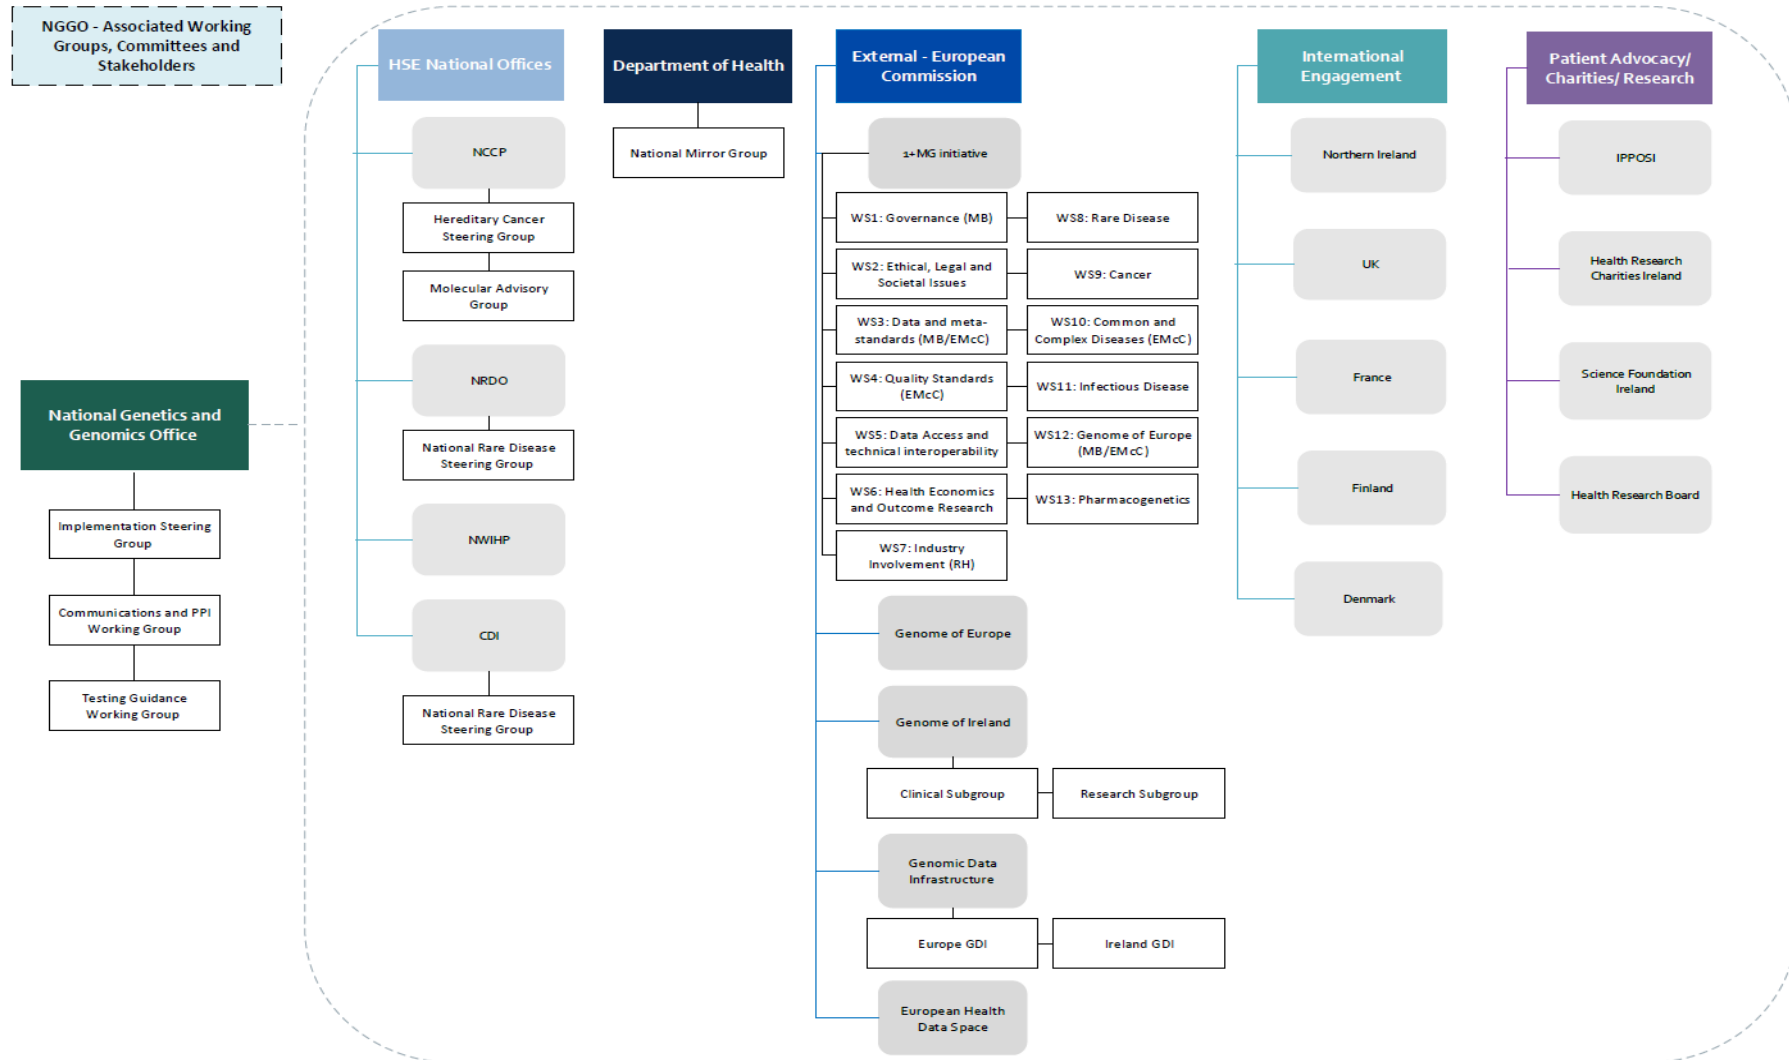 NGGO - Associated Working
Groups, Committees and
Stakeholders
National Genetics and
Genomics Office
Implementation Steering
Group
Communications and PPI
Working Group
Testing Guidance
Working Group
HSE National Offices
NCCP
Hereditary Cancer
Steering Group
Molecular Advisory
Group
NRDO
National Rare Disease
Steering Group
NWIHP
CDI
National Rare Disease
Steering Group
Department of Health
National Mirror Group
External - European
Commission
1+MG initiative
WS1: Governance (MB)
WS8: Rare Disease
WS2: Ethical, Legal and
Societal Issues
WS9: Cancer
WS3: Data and meta-
standards (MB/EMcC)
WS10: Common and
Complex Diseases (EMcC)
WS4: Quality Standards
(EMcC)
WS11: Infectious Disease
WS5: Data Access and
technical interoperability
WS12: Genome of Europe
(MB/EMcC)
WS6: Health Economics
and Outcome Research
WS13: Pharmacogenetics
WS7: Industry
Involvement (RH)
Genome of Europe
Genome of Ireland
Clinical Subgroup
Research Subgroup
Genomic Data
Infrastructure
Europe GDI
Ireland GDI
European Health
Data Space
International
Engagement
Northern Ireland
UK
France
Finland
Denmark
Patient Advocacy/
Charities/ Research
IPPOSI
Health Research
Charities Ireland
Science Foundation
Ireland
Health Research Board